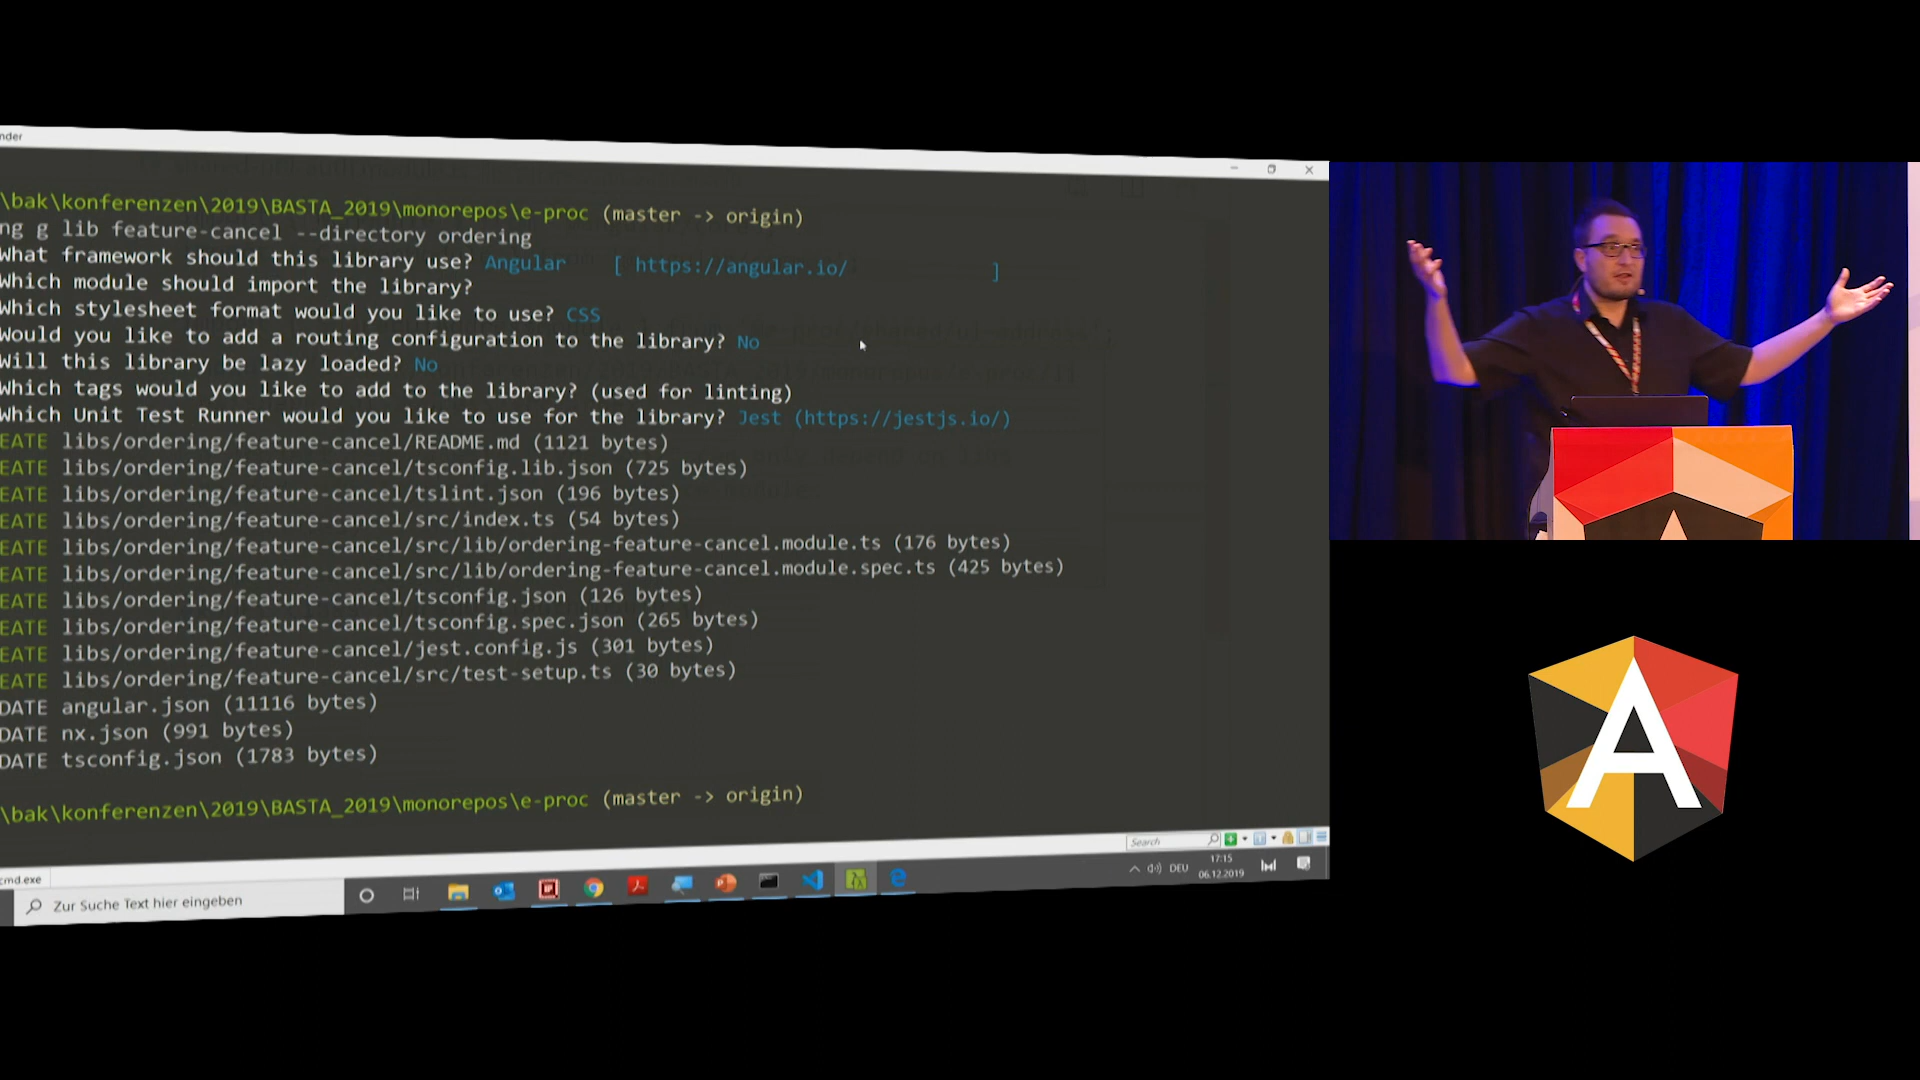 nder
\bak\konferenzen\2019\BASTA_2019\monorepos\e-proc (master -> origin)
ng g lib feature-cancel --directory ordering
What framework should this library use? Angular [ https://angular.io/ ]
Which module should import the library?
Which stylesheet format would you like to use? CSS
Would you like to add a routing configuration to the library? No
Will this library be lazy loaded? No
Which tags would you like to add to the library? (used for linting)
Which Unit Test Runner would you like to use for the library? Jest (https://jestjs.io/)
EATE libs/ordering/feature-cancel/README.md (1121 bytes)
EATE libs/ordering/feature-cancel/tsconfig.lib.json (725 bytes)
EATE libs/ordering/feature-cancel/tslint.json (196 bytes)
EATE libs/ordering/feature-cancel/src/index.ts (54 bytes)
EATE libs/ordering/feature-cancel/src/lib/ordering-feature-cancel.module.ts (176 bytes)
EATE libs/ordering/feature-cancel/src/lib/ordering-feature-cancel.module.spec.ts (425 bytes)
EATE libs/ordering/feature-cancel/tsconfig.json (126 bytes)
EATE libs/ordering/feature-cancel/tsconfig.spec.json (265 bytes)
EATE libs/ordering/feature-cancel/jest.config.js (301 bytes)
EATE libs/ordering/feature-cancel/src/test-setup.ts (30 bytes)
DATE angular.json (11116 bytes)
DATE nx.json (991 bytes)
DATE tsconfig.json (1783 bytes)
\bak\konferenzen\2019\BASTA_2019\monorepos\e-proc (master -> origin)
Search
cmd.exe
Zur Suche Text hier eingeben
DEU
17:15
06.12.2019
A